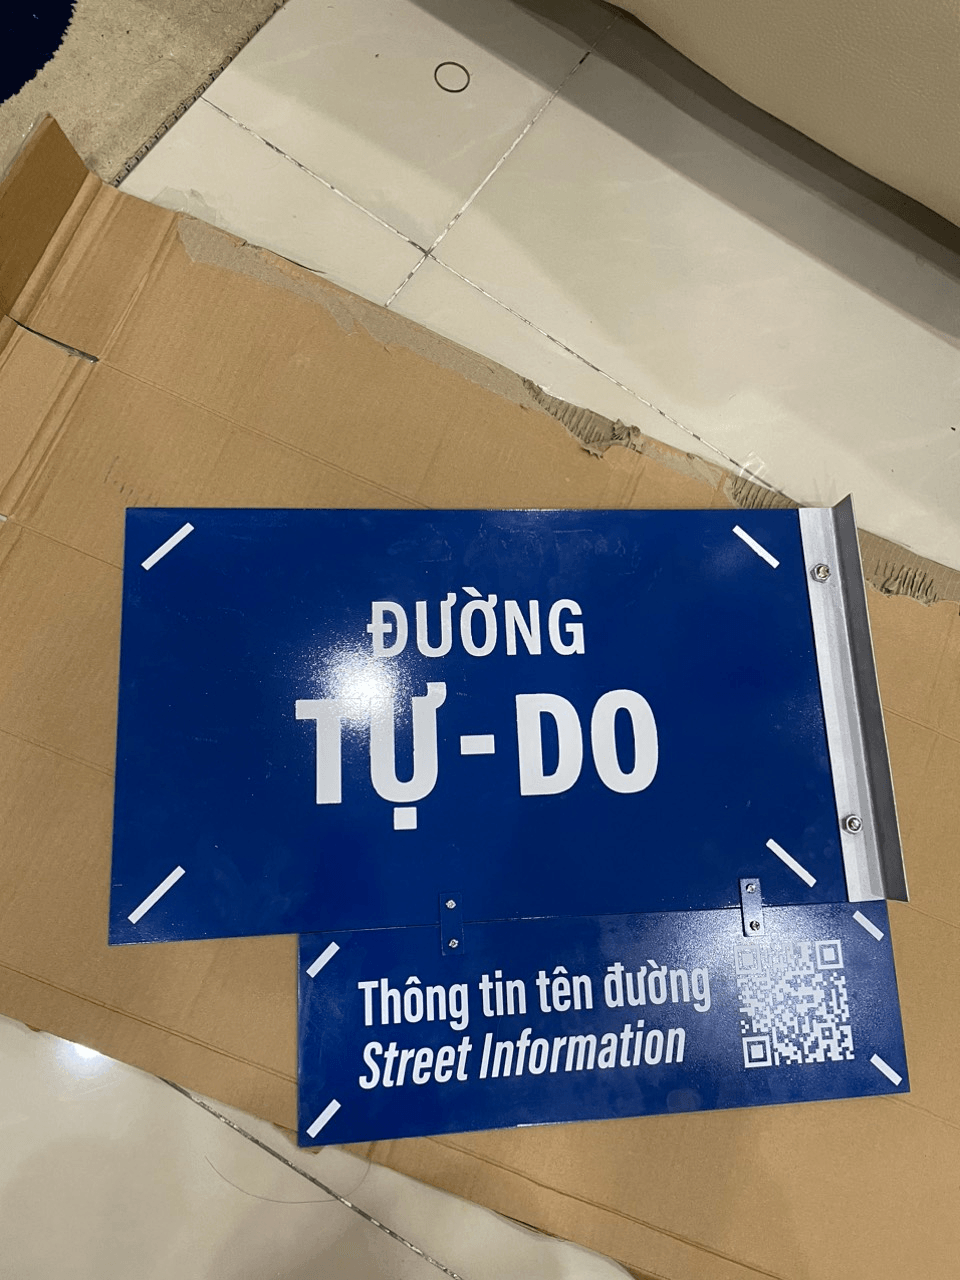 ĐƯỜNG
TỰ - DO
Thông tin tên đường
Street Information